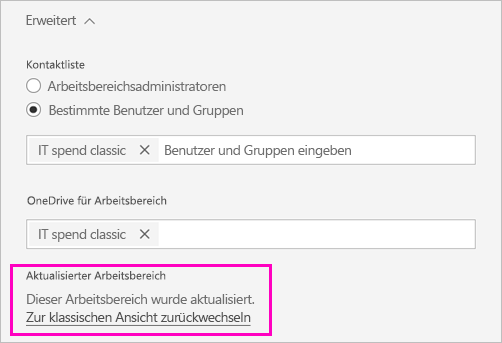 Erweitert
Kontaktliste
Arbeitsbereichsadministratoren
Bestimmte Benutzer und Gruppen
IT spend classic Benutzer und Gruppen eingeben
OneDrive für Arbeitsbereich
IT spend classic
Aktualisierter Arbeitsbereich
Dieser Arbeitsbereich wurde aktualisiert.
Zur klassischen Ansicht zurückwechseln